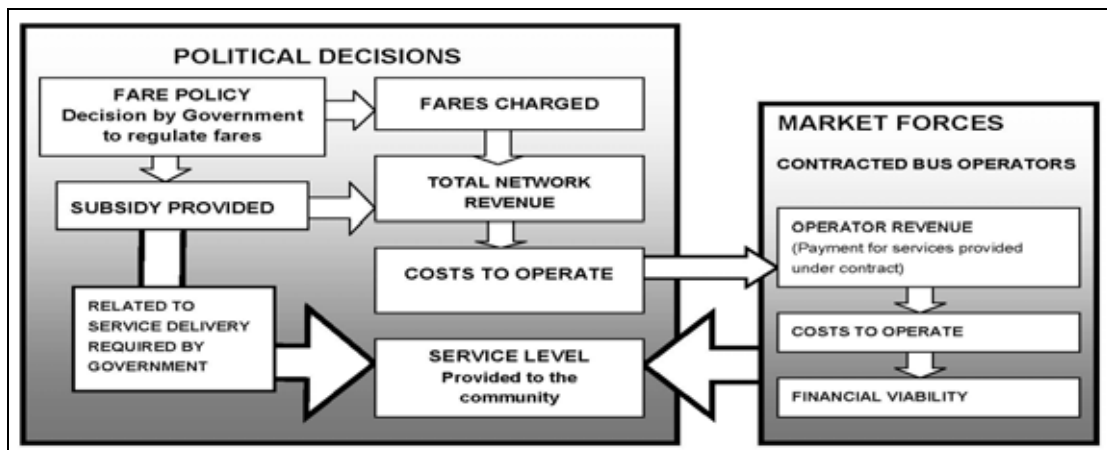 POLITICAL DECISIONS
FARE POLICY
Decision by Government
to regulate fares
FARES CHARGED
SUBSIDY PROVIDED
TOTAL NETWORK
REVENUE
COSTS TO OPERATE
RELATED TO
SERVICE DELIVERY
REQUIRED BY
GOVERNMENT
SERVICE LEVEL
Provided to the
community
MARKET FORCES
CONTRACTED BUS OPERATORS
OPERATOR REVENUE
(Payment for services provided
under contract)
COSTS TO OPERATE
FINANCIAL VIABILITY